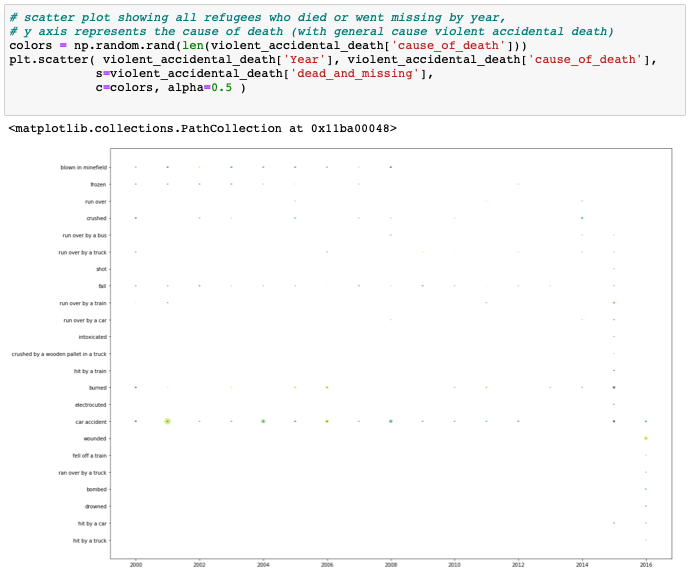 # scatter plot showing all refugees who died or went missing by year,
# y axis represents the cause of death (with general cause violent accidental death)
colors = np.random.rand(len(violent_accidental_death['cause_of_death']))
plt.scatter( violent_accidental_death['Year'], violent_accidental_death['cause_of_death'],
s=violent_accidental_death['dead_and_missing'],
c=colors, alpha=0.5 )
<matplotlib.collections.PathCollection at 0x11ba00048>
blown in minefield
frozen
run over
crushed
run over by a bus
run over by a truck
shot
fall
run over by a train
run over by a car
intoxicated
crushed by a wooden pallet in a truck
hit by a train
burned
electrocuted
car accident
wounded
fell off a train
ran over by a truck
bombed
drowned
hit by a car
hit by a truck
2000 2002 2004 2006 2008 2010 2012 2014 2016